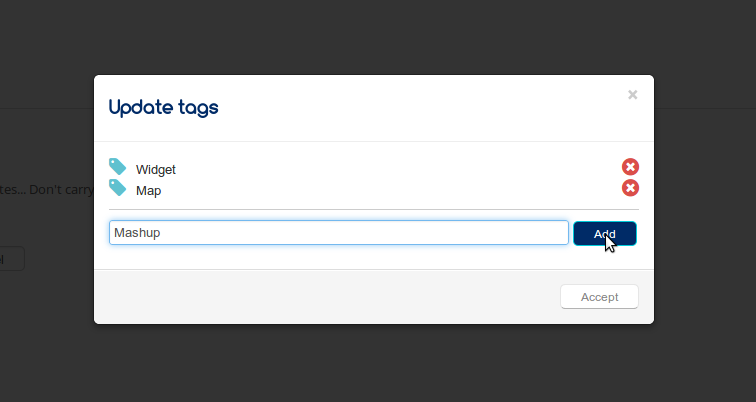 Update tags
×
Widget
Map
tes... Don't carry
Mashup
Add
Accept